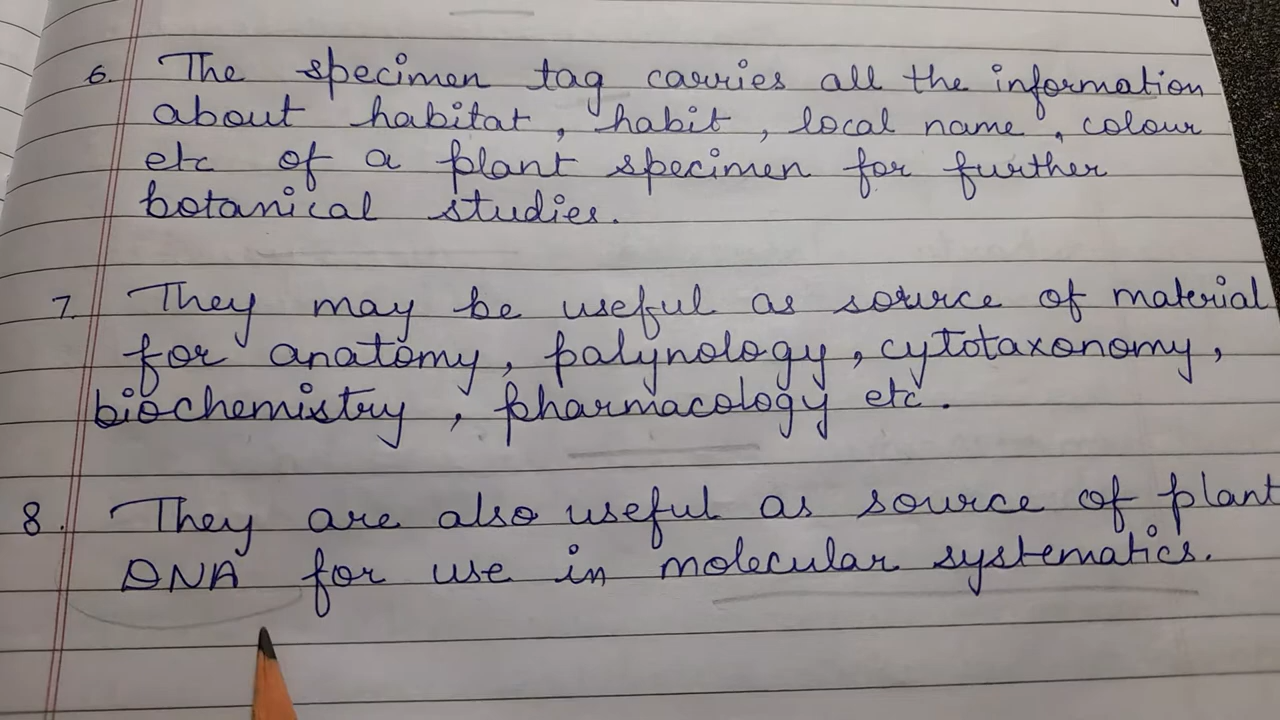 6. The specimen tag carries all the information
about habitat, habit, local name, colour
etc of a plant specimen for further
botanical studies.
7. They may be useful as source of material
for anatomy, palynology, cytotaxonomy,
biochemistry, pharmacology etc.
8. They are also useful as source of plant
DNA for use in molecular systematics.